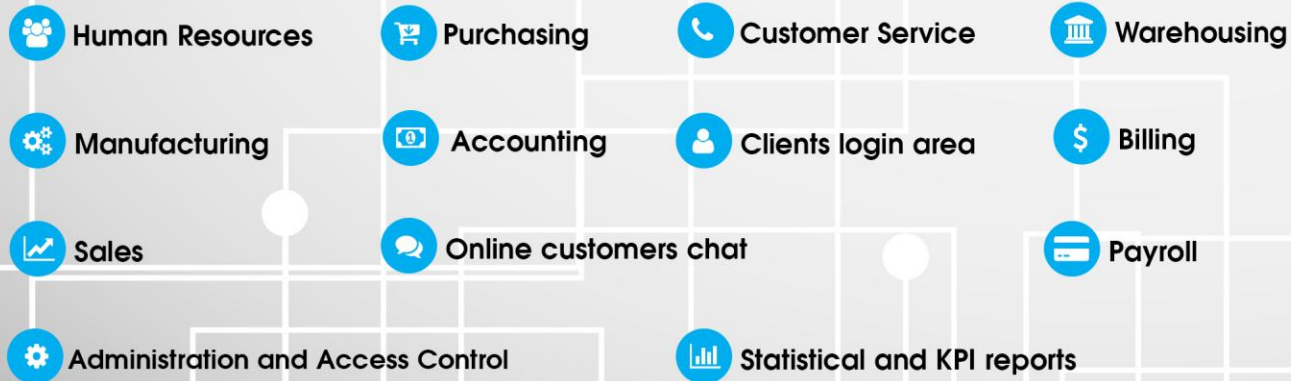 Human Resources
Purchasing
Customer Service
Warehousing
Manufacturing
Accounting
Clients login area
Billing
Sales
Online customers chat
Payroll
Administration and Access Control
Statistical and KPI reports